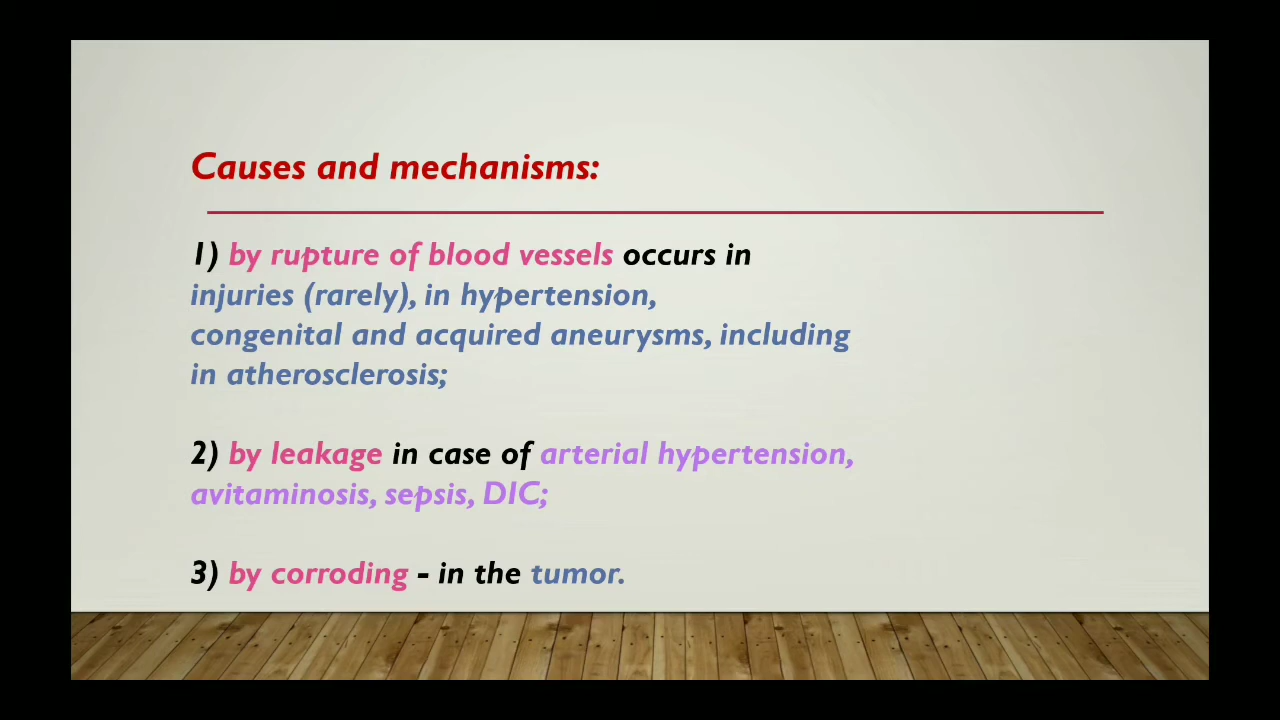 Causes and mechanisms:
1) by rupture of blood vessels occurs in
injuries (rarely), in hypertension,
congenital and acquired aneurysms, including
in atherosclerosis;
2) by leakage in case of arterial hypertension,
avitaminosis, sepsis, DIC;
3) by corroding - in the tumor.